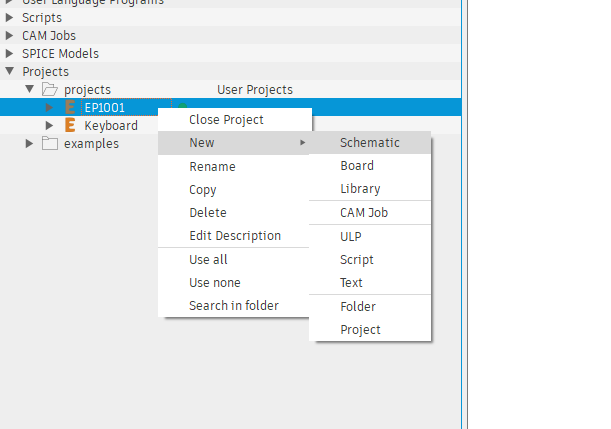 User Language Programs
Scripts
CAM Jobs
SPICE Models
Projects
projects User Projects
EP1001
Keyboard
examples
Close Project
New
Rename
Copy
Delete
Edit Description
Use all
Use none
Search in folder
Schematic
Board
Library
CAM Job
ULP
Script
Text
Folder
Project